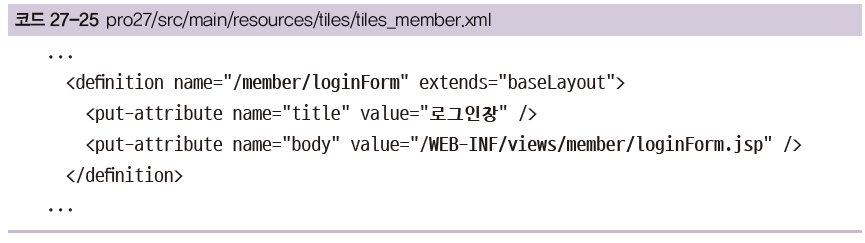 코드 27-25 pro27/src/main/resources/tiles/tiles_member.xml
...
<definition name="/member/loginForm" extends="baseLayout">
<put-attribute name="title" value="로그인창" />
<put-attribute name="body" value="/WEB-INF/views/member/loginForm.jsp" />
</definition>
...